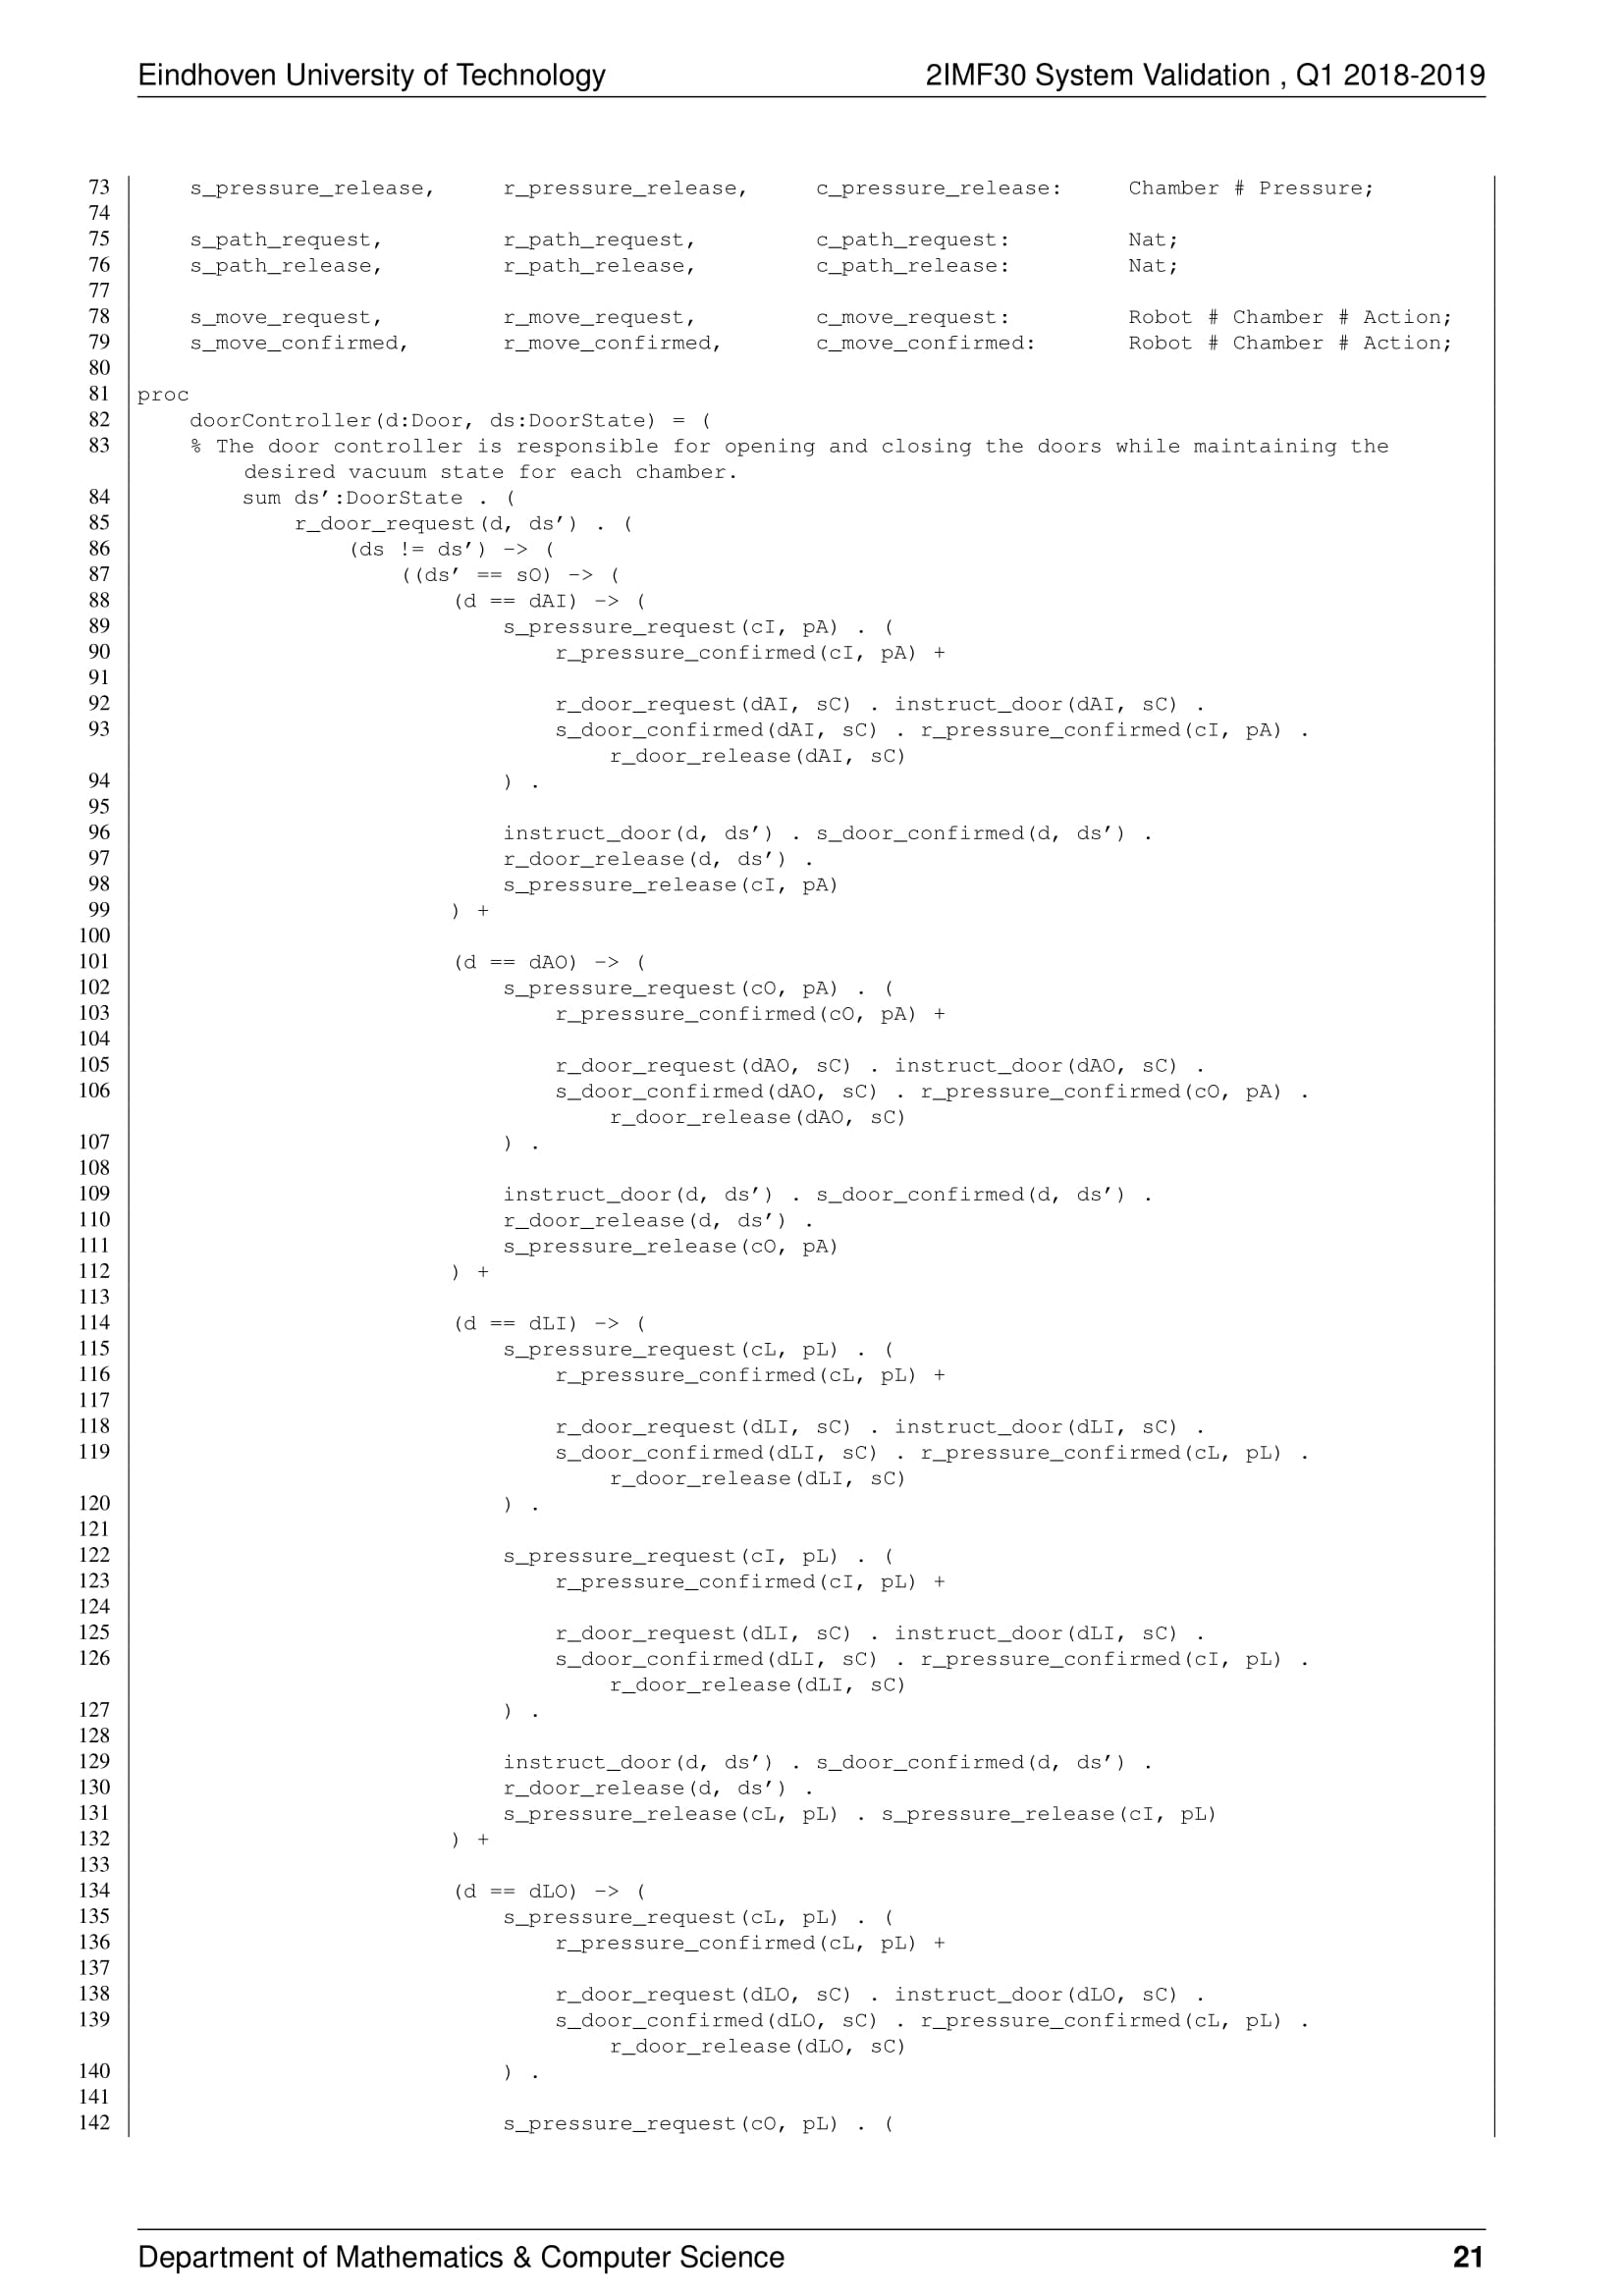 Eindhoven University of Technology 2IMF30 System Validation , Q1 2018-2019
73 s_pressure_release, r_pressure_release, c_pressure_release: Chamber # Pressure;
74
75 s_path_request, r_path_request, c_path_request: Nat;
76 s_path_release, r_path_release, c_path_release: Nat;
77
78 s_move_request, r_move_request, c_move_request: Robot # Chamber # Action;
79 s_move_confirmed, r_move_confirmed, c_move_confirmed: Robot # Chamber # Action;
80
81 proc
82 doorController(d:Door, ds:DoorState) = (
83 % The door controller is responsible for opening and closing the doors while maintaining the
desired vacuum state for each chamber.
84 sum ds′:DoorState . (
85 r_door_request(d, ds′) . (
86 (ds != ds′) -> (
87 ((ds′ == sO) -> (
88 (d == dAI) -> (
89 s_pressure_request(cI, pA) . (
90 r_pressure_confirmed(cI, pA) +
91
92 r_door_request(dAI, sC) . instruct_door(dAI, sC) .
93 s_door_confirmed(dAI, sC) . r_pressure_confirmed(cI, pA) .
r_door_release(dAI, sC)
94 ) .
95
96 instruct_door(d, ds′) . s_door_confirmed(d, ds′) .
97 r_door_release(d, ds′) .
98 s_pressure_release(cI, pA)
99 ) +
100
101 (d == dAO) -> (
102 s_pressure_request(cO, pA) . (
103 r_pressure_confirmed(cO, pA) +
104
105 r_door_request(dAO, sC) . instruct_door(dAO, sC) .
106 s_door_confirmed(dAO, sC) . r_pressure_confirmed(cO, pA) .
r_door_release(dAO, sC)
107 ) .
108
109 instruct_door(d, ds′) . s_door_confirmed(d, ds′) .
110 r_door_release(d, ds′) .
111 s_pressure_release(cO, pA)
112 ) +
113
114 (d == dLI) -> (
115 s_pressure_request(cL, pL) . (
116 r_pressure_confirmed(cL, pL) +
117
118 r_door_request(dLI, sC) . instruct_door(dLI, sC) .
119 s_door_confirmed(dLI, sC) . r_pressure_confirmed(cL, pL) .
r_door_release(dLI, sC)
120 ) .
121
122 s_pressure_request(cI, pL) . (
123 r_pressure_confirmed(cI, pL) +
124
125 r_door_request(dLI, sC) . instruct_door(dLI, sC) .
126 s_door_confirmed(dLI, sC) . r_pressure_confirmed(cI, pL) .
r_door_release(dLI, sC)
127 ) .
128
129 instruct_door(d, ds′) . s_door_confirmed(d, ds′) .
130 r_door_release(d, ds′) .
131 s_pressure_release(cL, pL) . s_pressure_release(cI, pL)
132 ) +
133
134 (d == dLO) -> (
135 s_pressure_request(cL, pL) . (
136 r_pressure_confirmed(cL, pL) +
137
138 r_door_request(dLO, sC) . instruct_door(dLO, sC) .
139 s_door_confirmed(dLO, sC) . r_pressure_confirmed(cL, pL) .
r_door_release(dLO, sC)
140 ) .
141
142 s_pressure_request(cO, pL) . (
Department of Mathematics & Computer Science 21